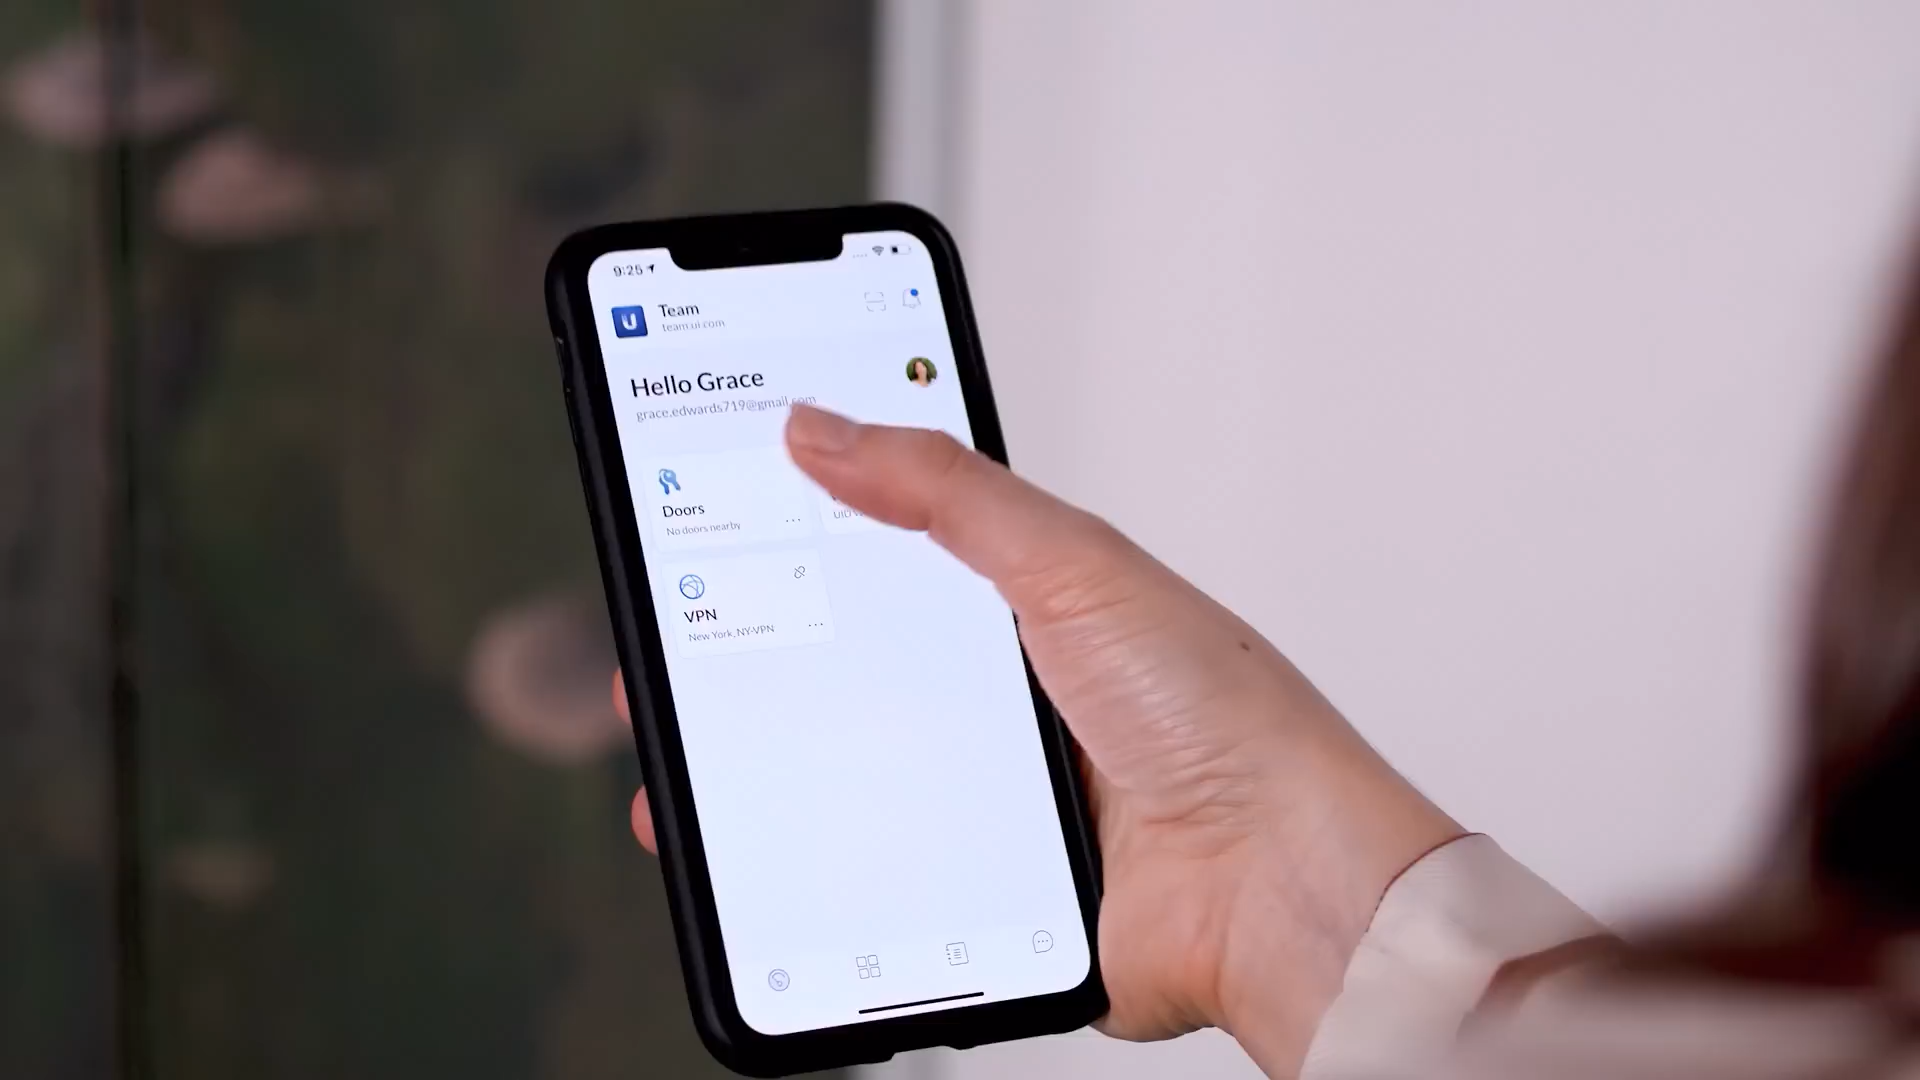 9:25
U
Team
team.ui.com
Hello Grace
grace.edwards719@gmail.com
Doors
No doors nearby
VPN
New York, NY-VPN